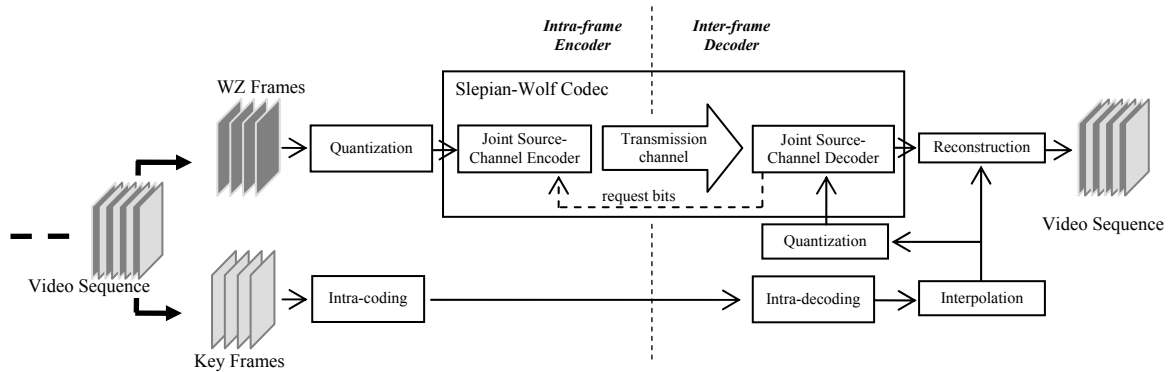 Intra-frame
Encoder
Inter-frame
Decoder
WZ Frames
Slepian-Wolf Codec
Quantization
Joint Source-
Channel Encoder
Transmission
channel
Joint Source-
Channel Decoder
Reconstruction
request bits
Video Sequence
Quantization
Video Sequence
Intra-coding
Intra-decoding
Interpolation
Key Frames